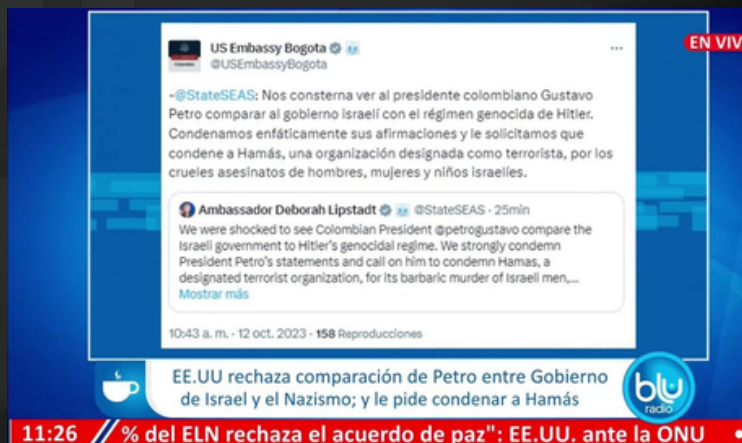 US Embassy Bogota
@USEmbassyBogota
EN VIV
-@StateSEAS: Nos consterna ver al presidente colombiano Gustavo
Petro comparar al gobierno israelí con el régimen genocida de Hitler.
Condenamos enfáticamente sus afirmaciones y le solicitamos que
condene a Hamás, una organización designada como terrorista, por los
crueles asesinatos de hombres, mujeres y niños israelíes.
Ambassador Deborah Lipstadt @StateSEAS · 25min
We were shocked to see Colombian President @petrogustavo compare the
Israeli government to Hitler's genocidal regime. We strongly condemn
President Petro's statements and call on him to condemn Hamas, a
designated terrorist organization, for its barbaric murder of Israeli men,...
Mostrar más
10:43 a. m. · 12 oct. 2023 · 158 Reproducciones
EE.UU rechaza comparación de Petro entre Gobierno
de Israel y el Nazismo; y le pide condenar a Hamás
blu
radio
11:26 % del ELN rechaza el acuerdo de paz": EE.UU. ante la ONU •